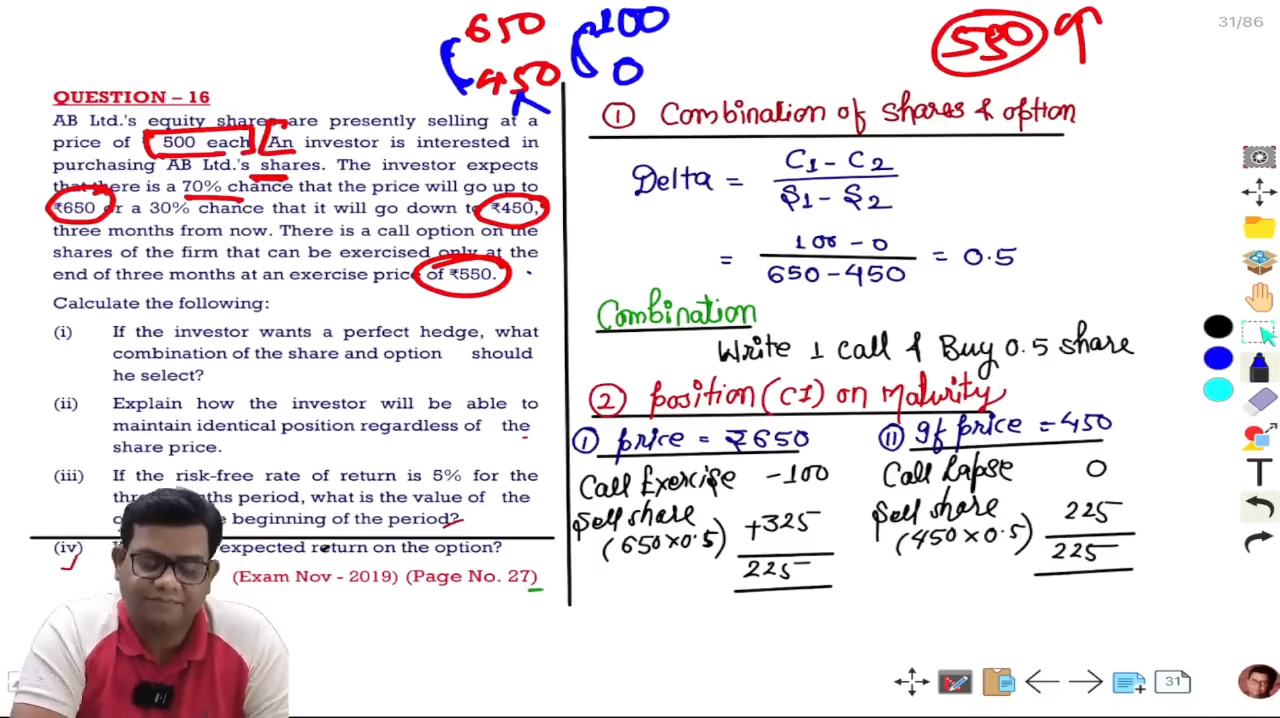 31/86
650
450
100
0
550
QUESTION – 16
AB Ltd.'s equity shares are presently selling at a
price of 500 each. An investor is interested in
purchasing AB Ltd.'s shares. The investor expects
that there is a 70% chance that the price will go up to
₹650 or a 30% chance that it will go down to ₹450,
three months from now. There is a call option on the
shares of the firm that can be exercised only at the
end of three months at an exercise price of ₹550.
Calculate the following:
(i) If the investor wants a perfect hedge, what
combination of the share and option should
he select?
(ii) Explain how the investor will be able to
maintain identical position regardless of the
share price.
(iii) If the risk-free rate of return is 5% for the
months period, what is the value of the
beginning of the period?
(iv) expected return on the option?
(Exam Nov - 2019) (Page No. 27)
① Combination of shares & option
Delta = C1 - C2
S1 - S2
= 100 - 0
650 - 450
= 0.5
Combination
Write 1 Call & Buy 0.5 share
② Position (CI) on Maturity
① price = ₹650
Call Exercise -100
Sell share
(650×0.5) +325
225
② If price = 450
Call Lapse 0
Sell share 225
(450×0.5)
225
31